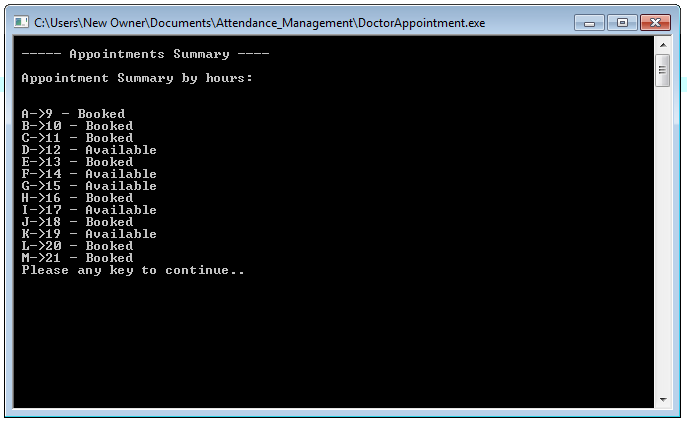 C:\Users\New Owner\Documents\Attendance_Management\DoctorAppointment.exe
----- Appointments Summary ----
Appointment Summary by hours:
A->9 - Booked
B->10 - Booked
C->11 - Booked
D->12 - Available
E->13 - Booked
F->14 - Available
G->15 - Available
H->16 - Booked
I->17 - Available
J->18 - Booked
K->19 - Available
L->20 - Booked
M->21 - Booked
Please any key to continue..